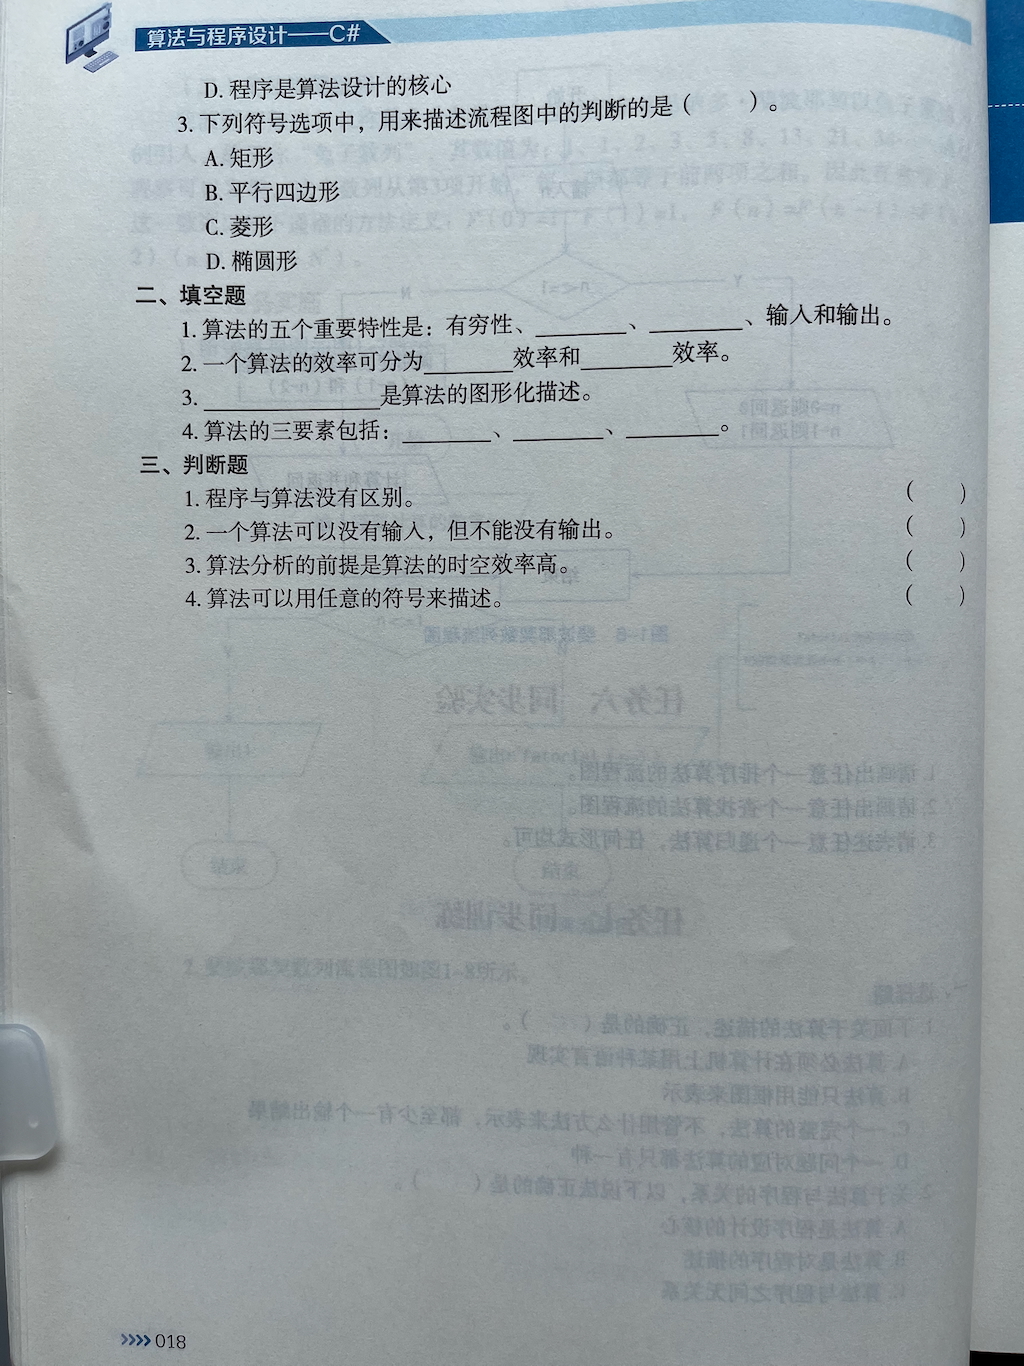 算法与程序设计——C#
D. 程序是算法设计的核心
3. 下列符号选项中，用来描述流程图中的判断的是（　　）。
A. 矩形
B. 平行四边形
C. 菱形
D. 椭圆形
二、填空题
1. 算法的五个重要特性是：有穷性、________、________、输入和输出。
2. 一个算法的效率可分为________效率和________效率。
3. ________________是算法的图形化描述。
4. 算法的三要素包括：________、________、________。
三、判断题
1. 程序与算法没有区别。（　　）
2. 一个算法可以没有输入，但不能没有输出。（　　）
3. 算法分析的前提是算法的时空效率高。（　　）
4. 算法可以用任意的符号来描述。（　　）
>>>> 018